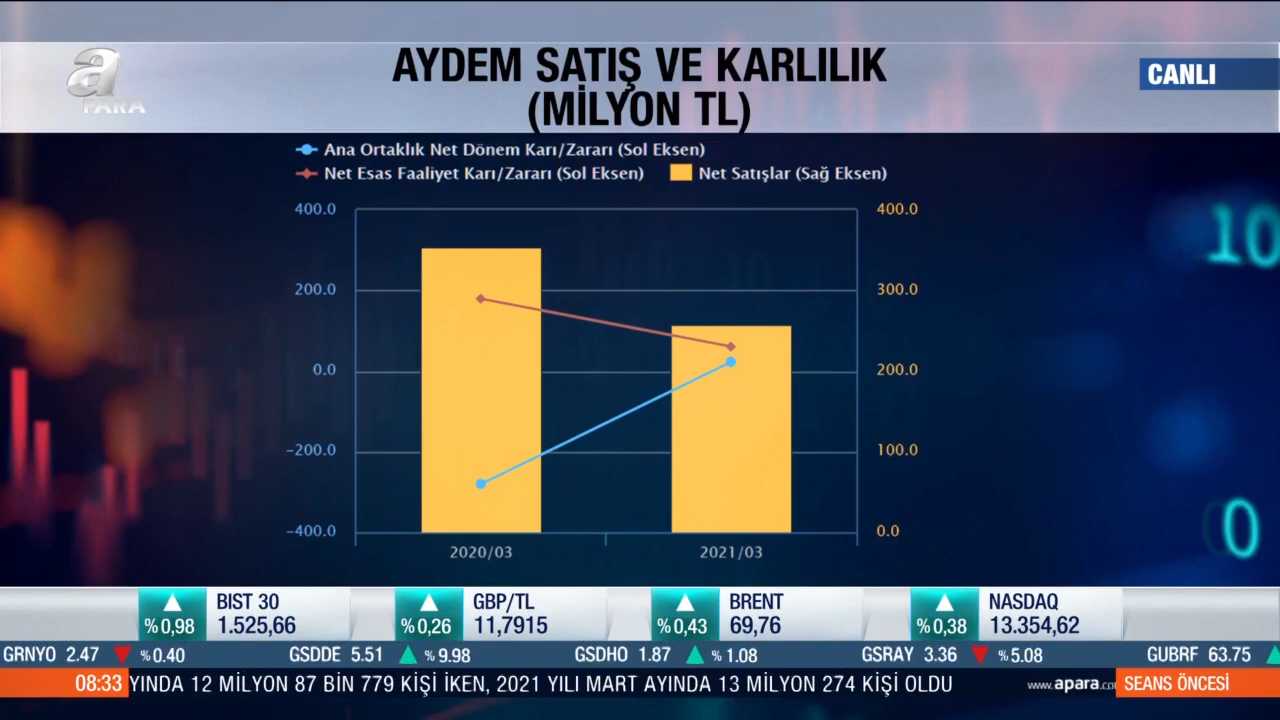 a
PARA
AYDEM SATIŞ VE KARLILIK
(MİLYON TL)
CANLI
Ana Ortaklık Net Dönem Karı/Zararı (Sol Eksen)
Net Esas Faaliyet Karı/Zararı (Sol Eksen) Net Satışlar (Sağ Eksen)
400.0 400.0
200.0 300.0
0.0 200.0
-200.0 100.0
-400.0 0.0
2020/03 2021/03
10
0
BIST 30 GBP/TL BRENT NASDAQ
%0,98 1.525,66 %0,26 11,7915 %0,43 69,76 %0,38 13.354,62
GRNYO 2.47 %0.40 GSDDE 5.51 %9.98 GSDHO 1.87 %1.08 GSRAY 3.36 %5.08 GUBRF 63.75
08:33 YINDA 12 MİLYON 87 BİN 779 KİŞİ İKEN, 2021 YILI MART AYINDA 13 MİLYON 274 KİŞİ OLDU www.apara.co SEANS ÖNCESİ